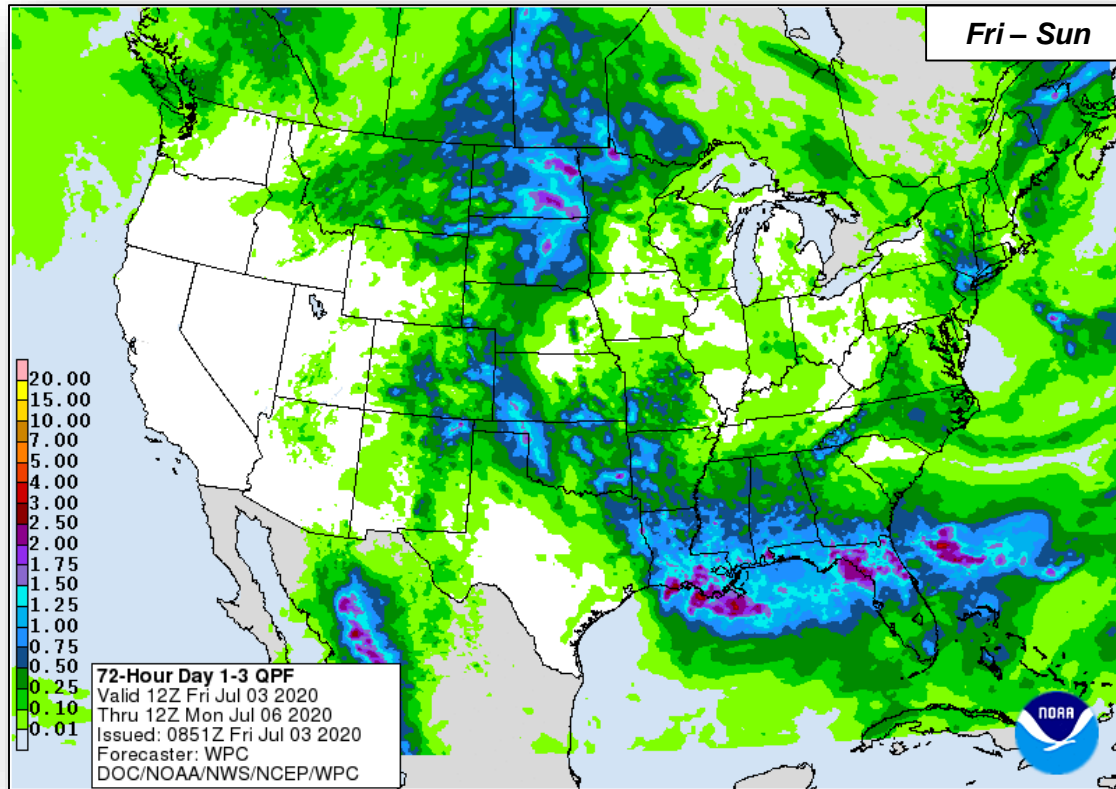 Fri – Sun
20.00
15.00
10.00
7.00
5.00
4.00
3.00
2.50
2.00
1.75
1.50
1.25
1.00
0.75
0.50
0.25
0.10
0.01
72-Hour Day 1-3 QPF
Valid 12Z Fri Jul 03 2020
Thru 12Z Mon Jul 06 2020
Issued: 0851Z Fri Jul 03 2020
Forecaster: WPC
DOC/NOAA/NWS/NCEP/WPC
NOAA